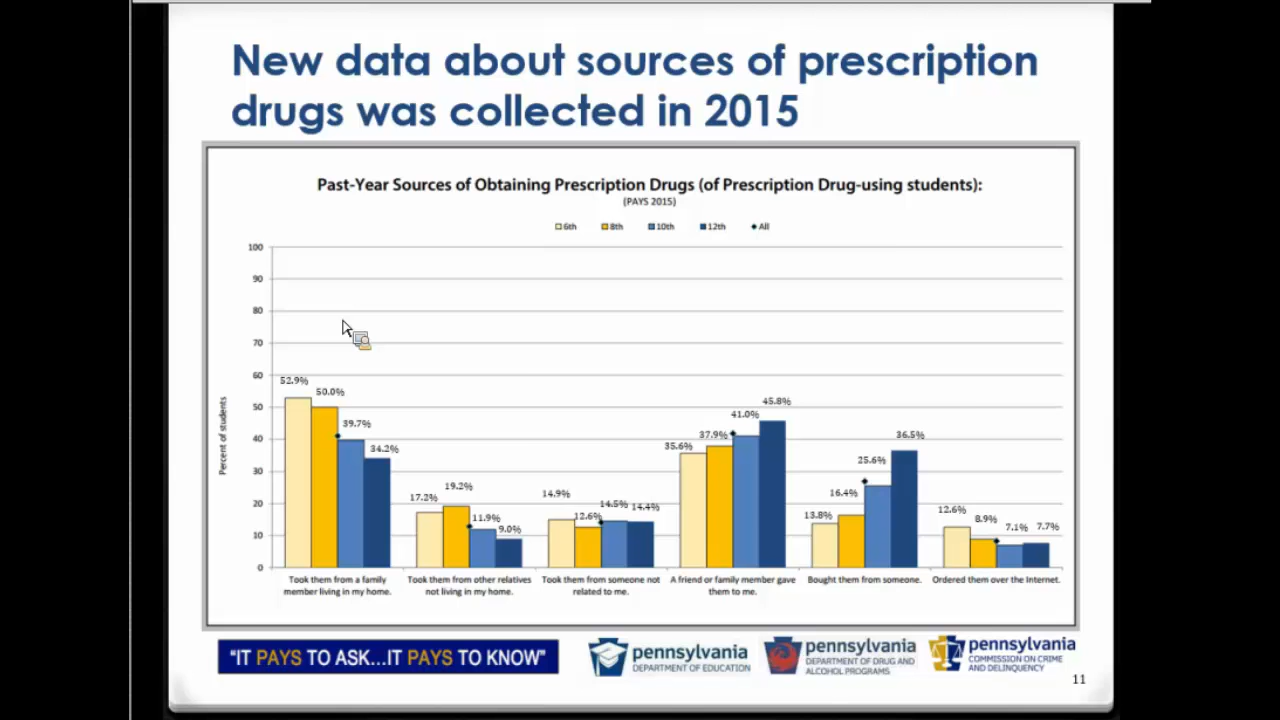 New data about sources of prescription
drugs was collected in 2015
Past-Year Sources of Obtaining Prescription Drugs (of Prescription Drug-using students):
(PAYS 2015)
6th 8th 10th 12th All
Percent of students
100
90
80
70
60
50
40
30
20
10
0
52.9% 50.0% 39.7% 34.2%
17.2% 19.2% 11.9% 9.0%
14.9% 12.6% 14.5% 14.4%
35.6% 37.9% 41.0% 45.8%
13.8% 16.4% 25.6% 36.5%
12.6% 8.9% 7.1% 7.7%
Took them from a family
member living in my home.
Took them from other relatives
not living in my home.
Took them from someone not
related to me.
A friend or family member gave
them to me.
Bought them from someone.
Ordered them over the Internet.
"IT PAYS TO ASK...IT PAYS TO KNOW"
pennsylvania
DEPARTMENT OF EDUCATION
pennsylvania
DEPARTMENT OF DRUG AND
ALCOHOL PROGRAMS
pennsylvania
COMMISSION ON CRIME
AND DELINQUENCY
11